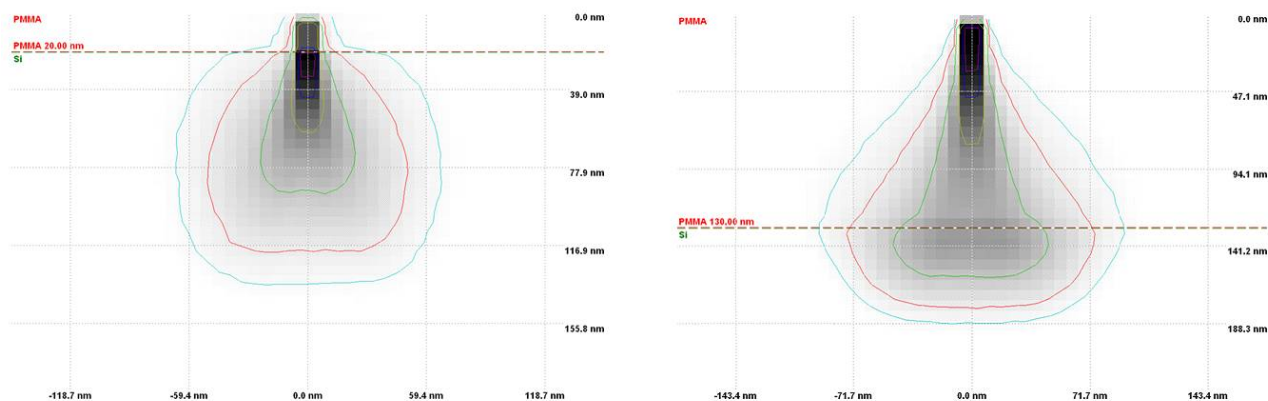 PMMA
0.0 nm
PMMA 20.00 nm
Si
39.0 nm
77.9 nm
116.9 nm
155.8 nm
-118.7 nm -59.4 nm 0.0 nm 59.4 nm 118.7 nm
PMMA
0.0 nm
47.1 nm
94.1 nm
PMMA 130.00 nm
Si
141.2 nm
188.3 nm
-143.4 nm -71.7 nm 0.0 nm 71.7 nm 143.4 nm